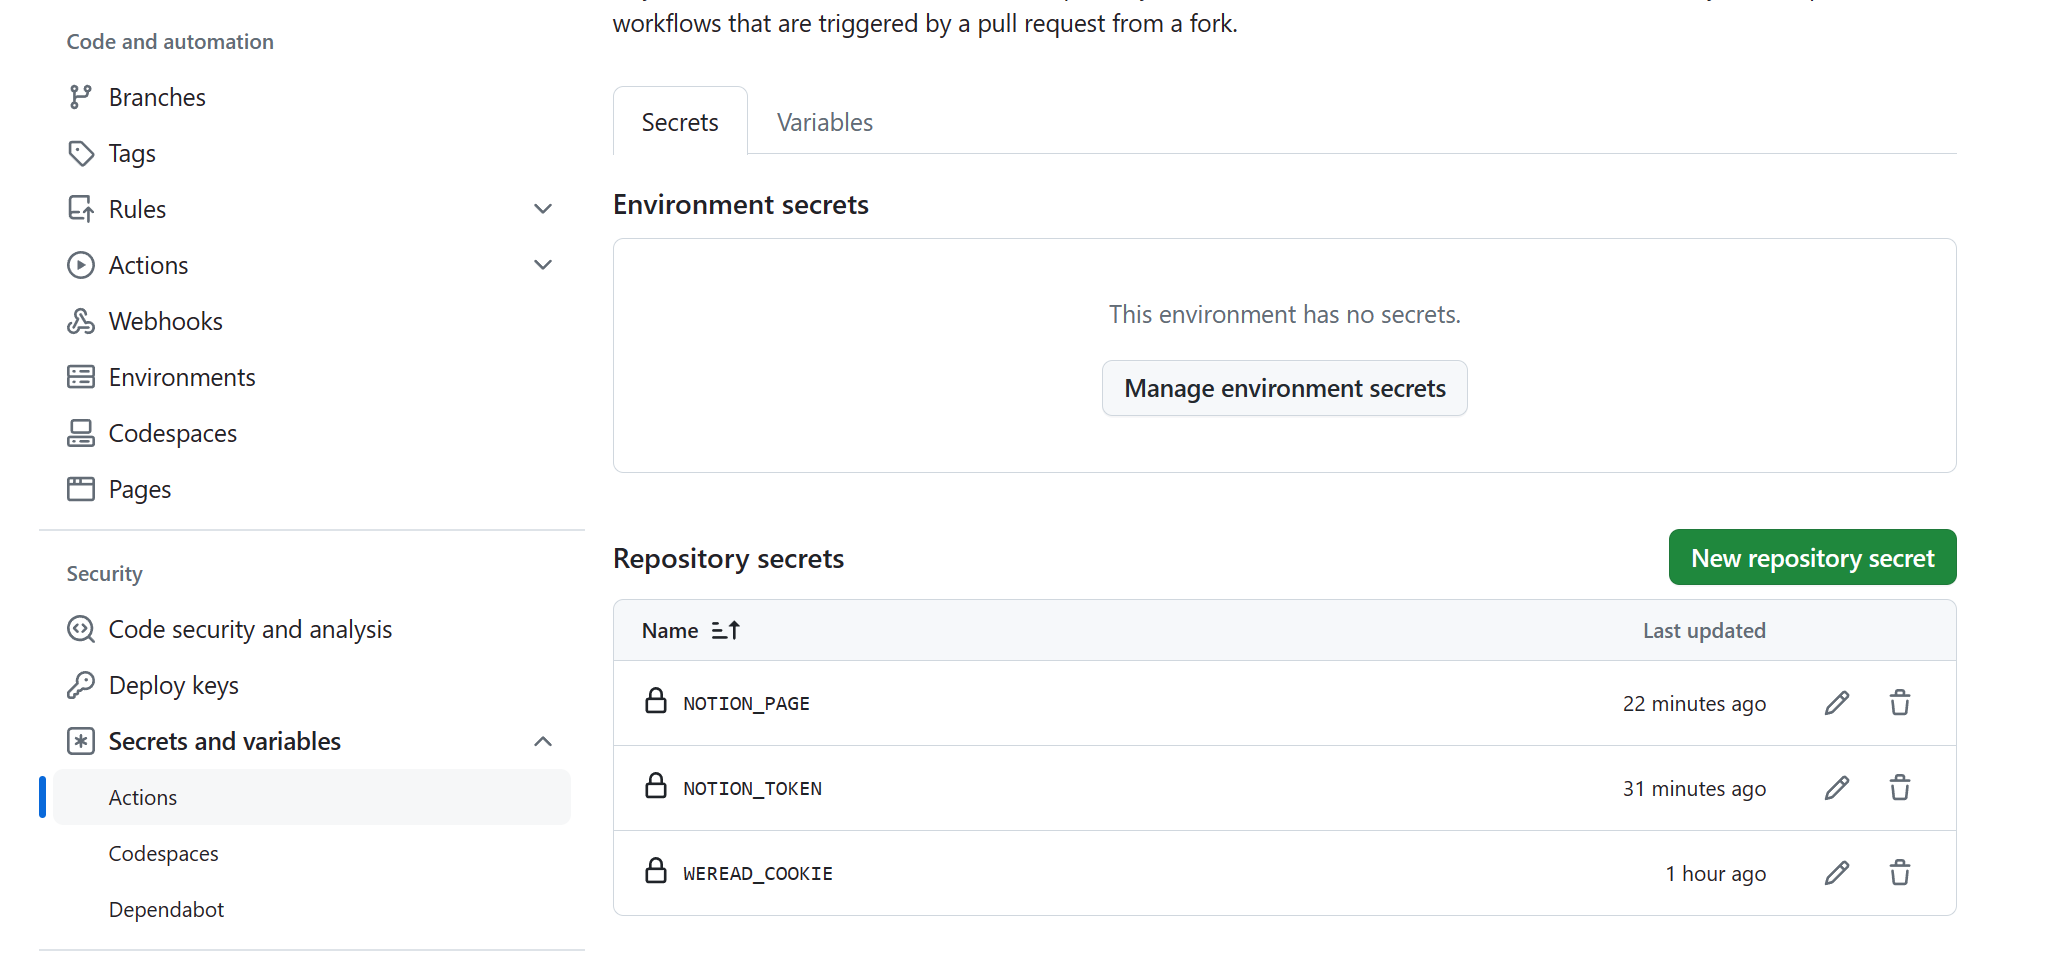 Code and automation
Branches
Tags
Rules
Actions
Webhooks
Environments
Codespaces
Pages
Security
Code security and analysis
Deploy keys
Secrets and variables
Actions
Codespaces
Dependabot
workflows that are triggered by a pull request from a fork.
Secrets
Variables
Environment secrets
This environment has no secrets.
Manage environment secrets
Repository secrets
New repository secret
Name
Last updated
NOTION_PAGE
22 minutes ago
NOTION_TOKEN
31 minutes ago
WEREAD_COOKIE
1 hour ago